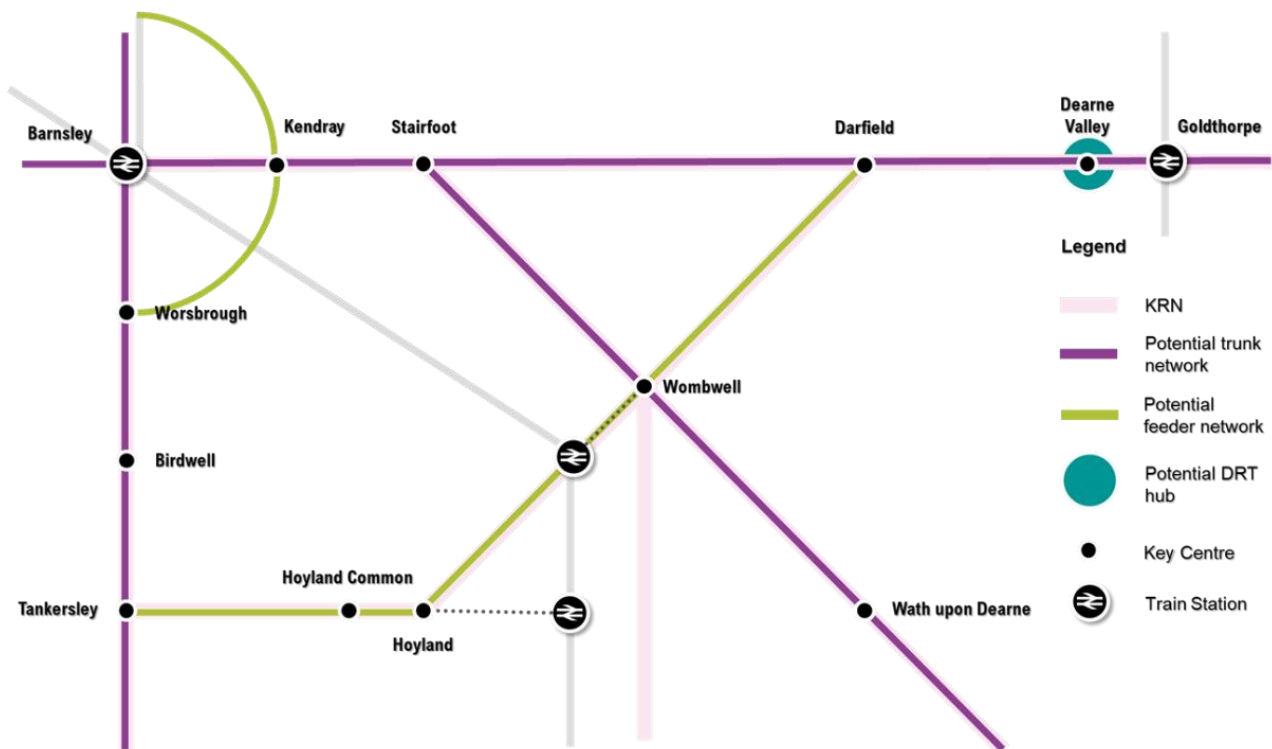 Barnsley
Kendray
Stairfoot
Darfield
Dearne
Valley
Goldthorpe
Legend
KRN
Potential trunk
network
Potential
feeder network
Potential DRT
hub
Key Centre
Train Station
Worsbrough
Wombwell
Birdwell
Hoyland Common
Tankersley
Hoyland
Wath upon Dearne